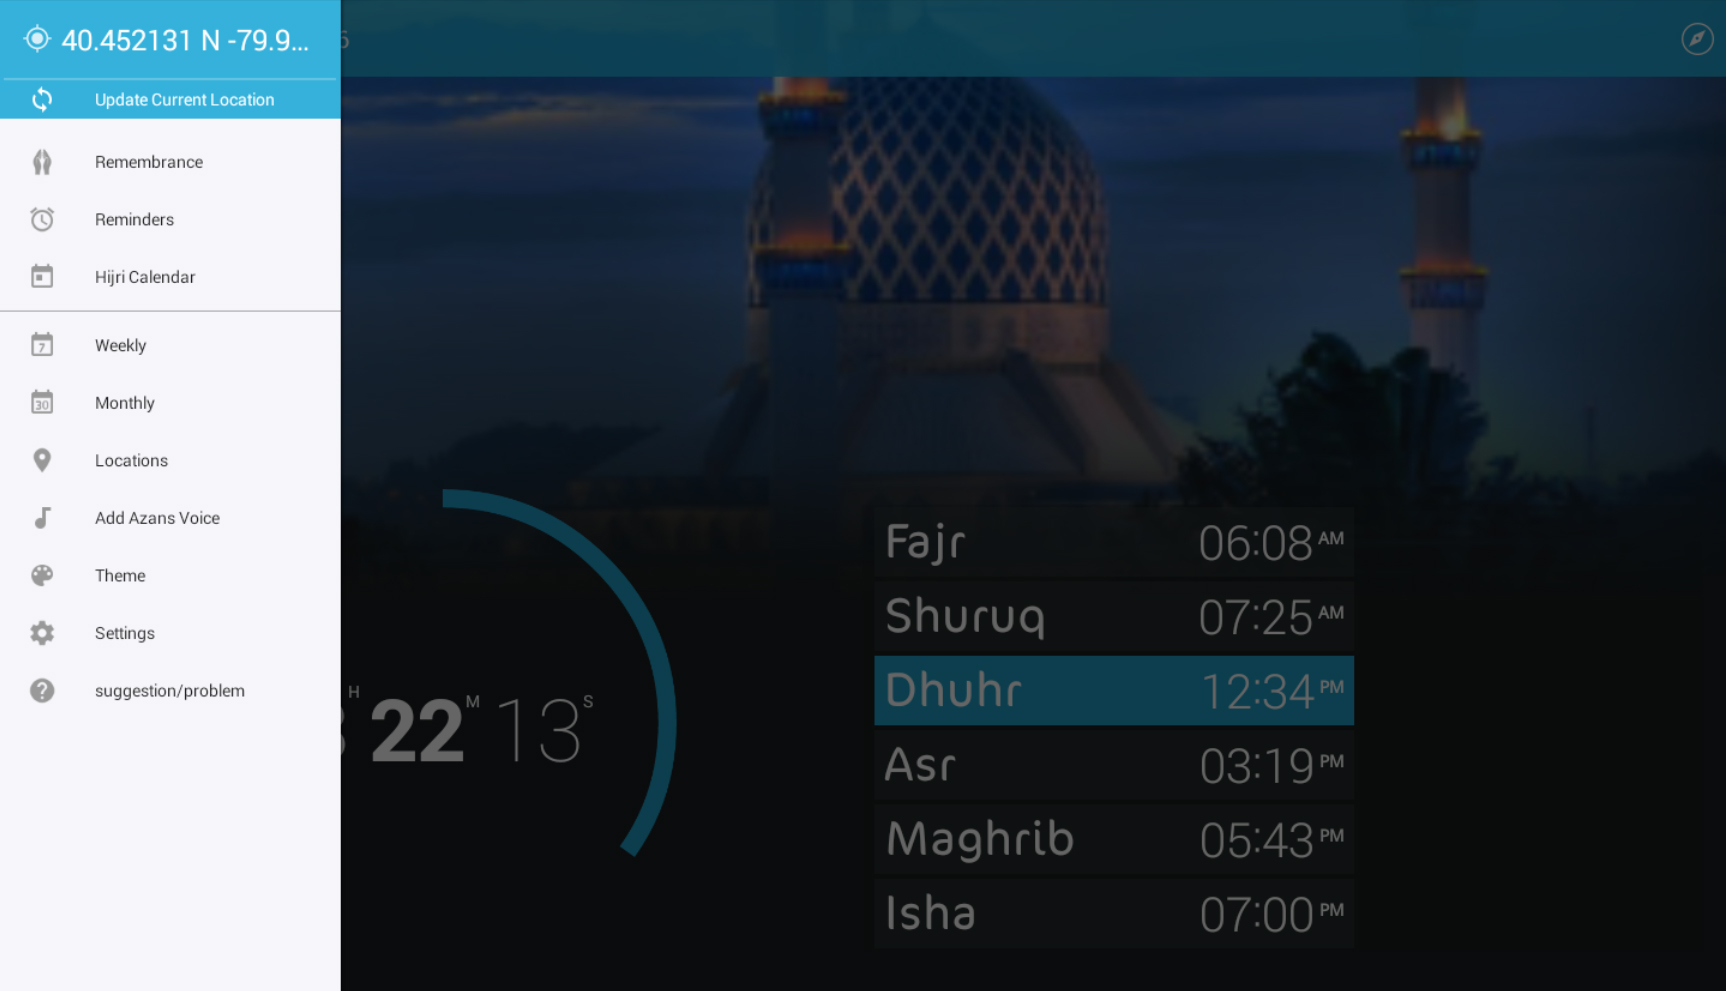 40.452131 N -79.9...
Update Current Location
Remembrance
Reminders
Hijri Calendar
7
Weekly
30
Monthly
Locations
Add Azans Voice
Theme
Settings
suggestion/problem
H 22 M 13 S
Fajr 06:08 AM
Shuruq 07:25 AM
Dhuhr 12:34 PM
Asr 03:19 PM
Maghrib 05:43 PM
Isha 07:00 PM